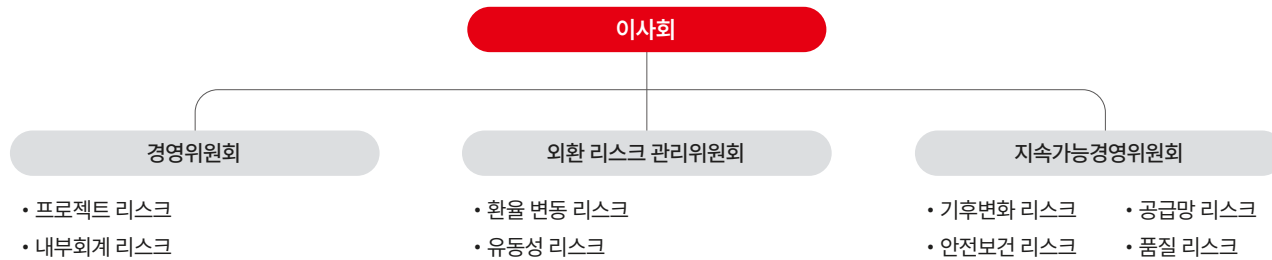 이사회
경영위원회
• 프로젝트 리스크
• 내부회계 리스크
외환 리스크 관리위원회
• 환율 변동 리스크
• 유동성 리스크
지속가능경영위원회
• 기후변화 리스크 • 공급망 리스크
• 안전보건 리스크 • 품질 리스크